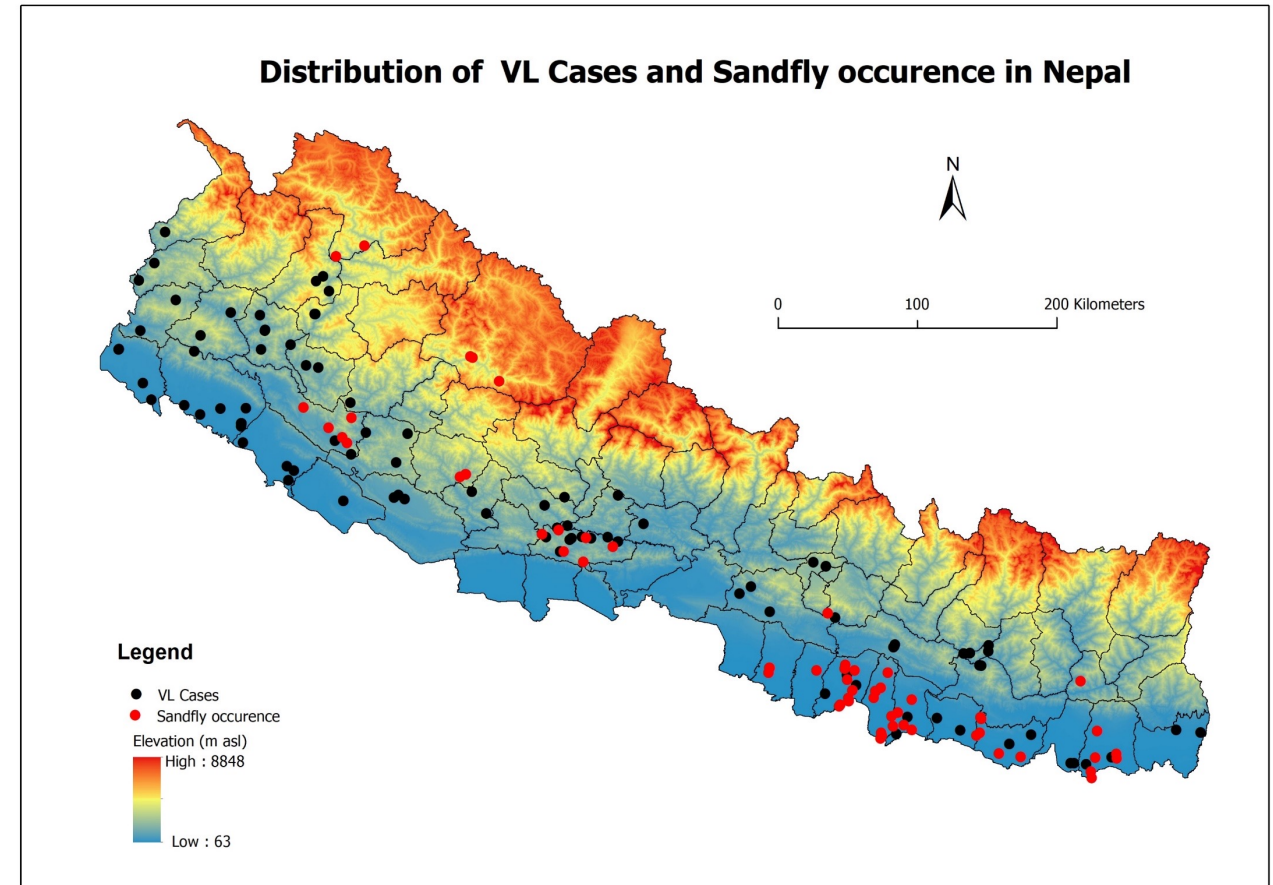 Distribution of  VL Cases and Sandfly occurence in Nepal
N
0 100 200 Kilometers
Legend
VL Cases
Sandfly occurence
Elevation (m asl)
High : 8848
Low : 63